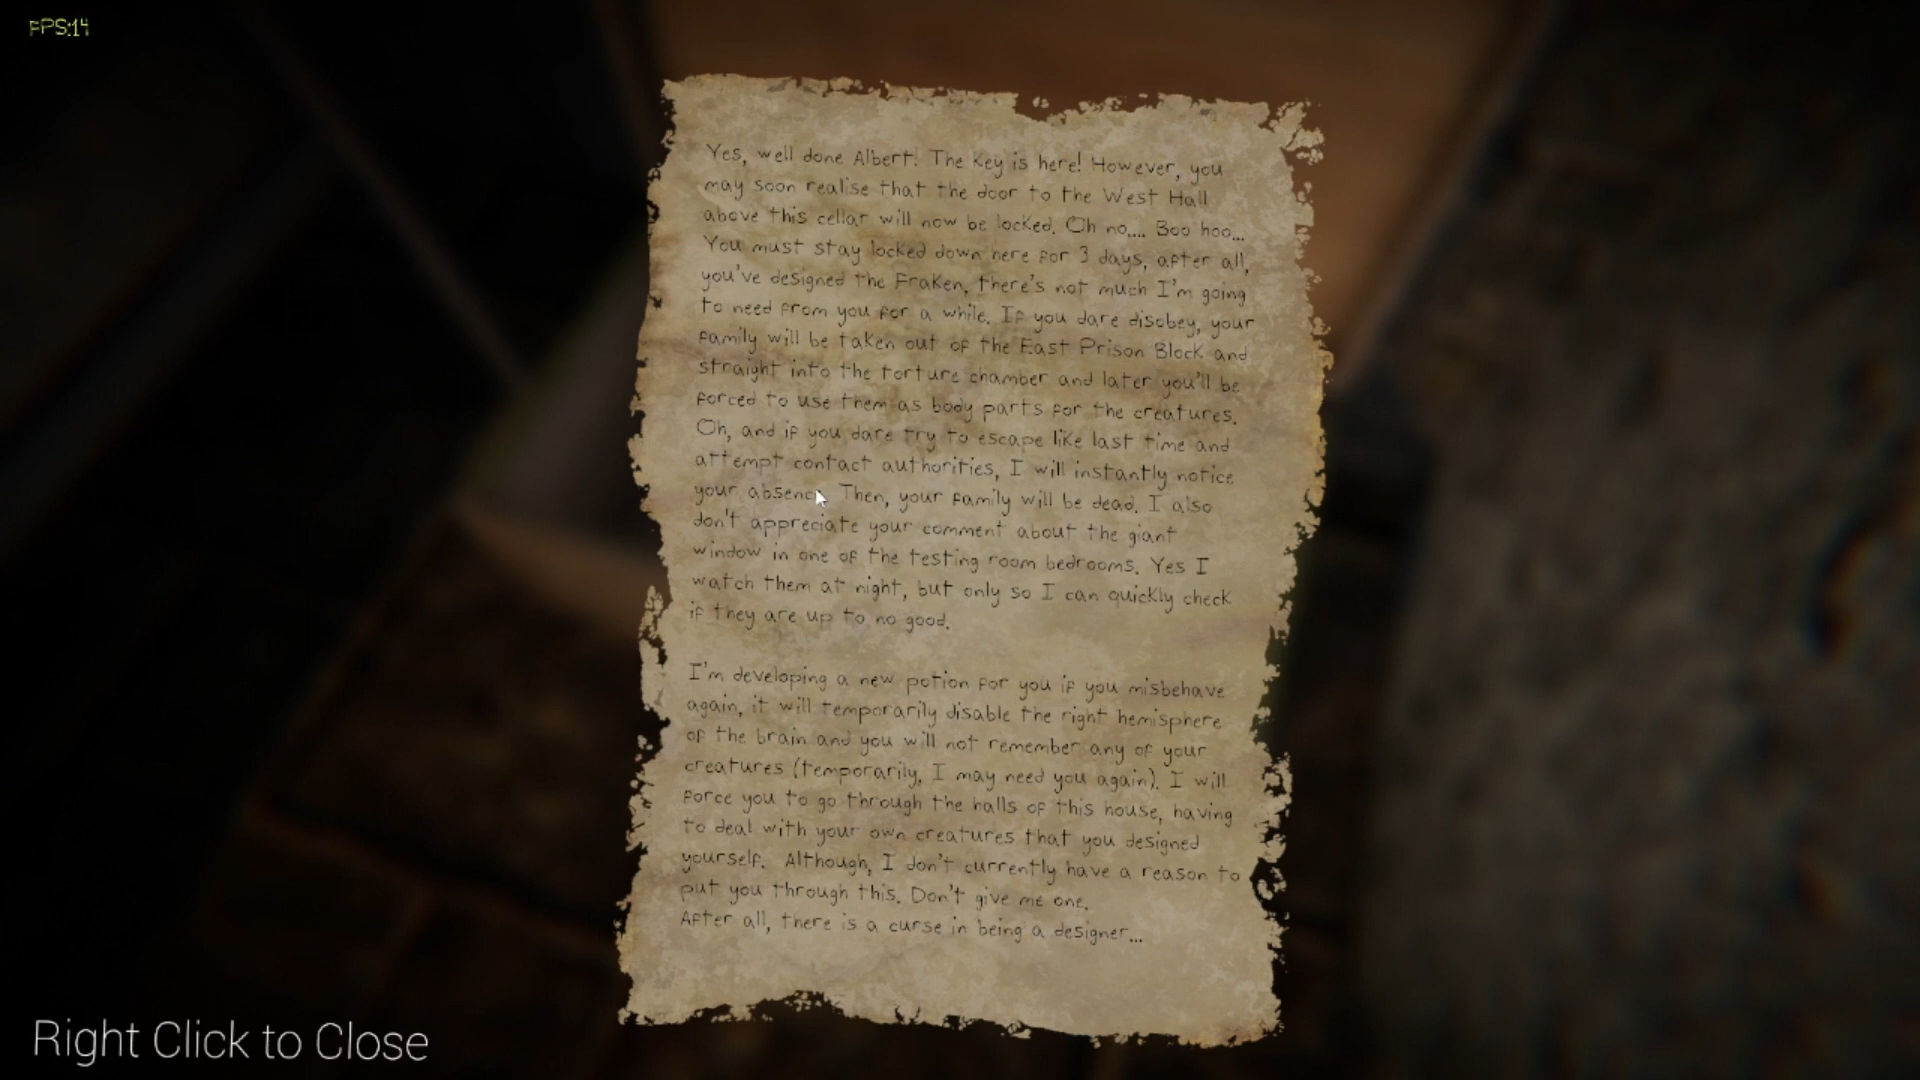 FPS:14
Yes, well done Albert! The Key is here! However, you
may soon realise that the door to the West Hall
above this cellar will now be locked. Oh no.... Boo hoo...
You must stay locked down here for 3 days, after all,
you've designed the Fraken, there's not much I'm going
to need from you for a while. If you dare disobey, your
family will be taken out of the East Prison Block and
straight into the torture chamber and later you'll be
forced to use them as body parts for the creatures.
Oh, and if you dare try to escape like last time and
attempt contact authorities, I will instantly notice
your absence. Then, your family will be dead. I also
don't appreciate your comment about the giant
window in one of the testing room bedrooms. Yes I
watch them at night, but only so I can quickly check
if they are up to no good.
I'm developing a new potion for you if you misbehave
again, it will temporarily disable the right hemisphere
of the brain and you will not remember any of your
creatures (temporarily, I may need you again). I will
force you to go through the halls of this house, having
to deal with your own creatures that you designed
yourself. Although, I don't currently have a reason to
put you through this. Don't give me one.
After all, there is a curse in being a designer...
Right Click to Close